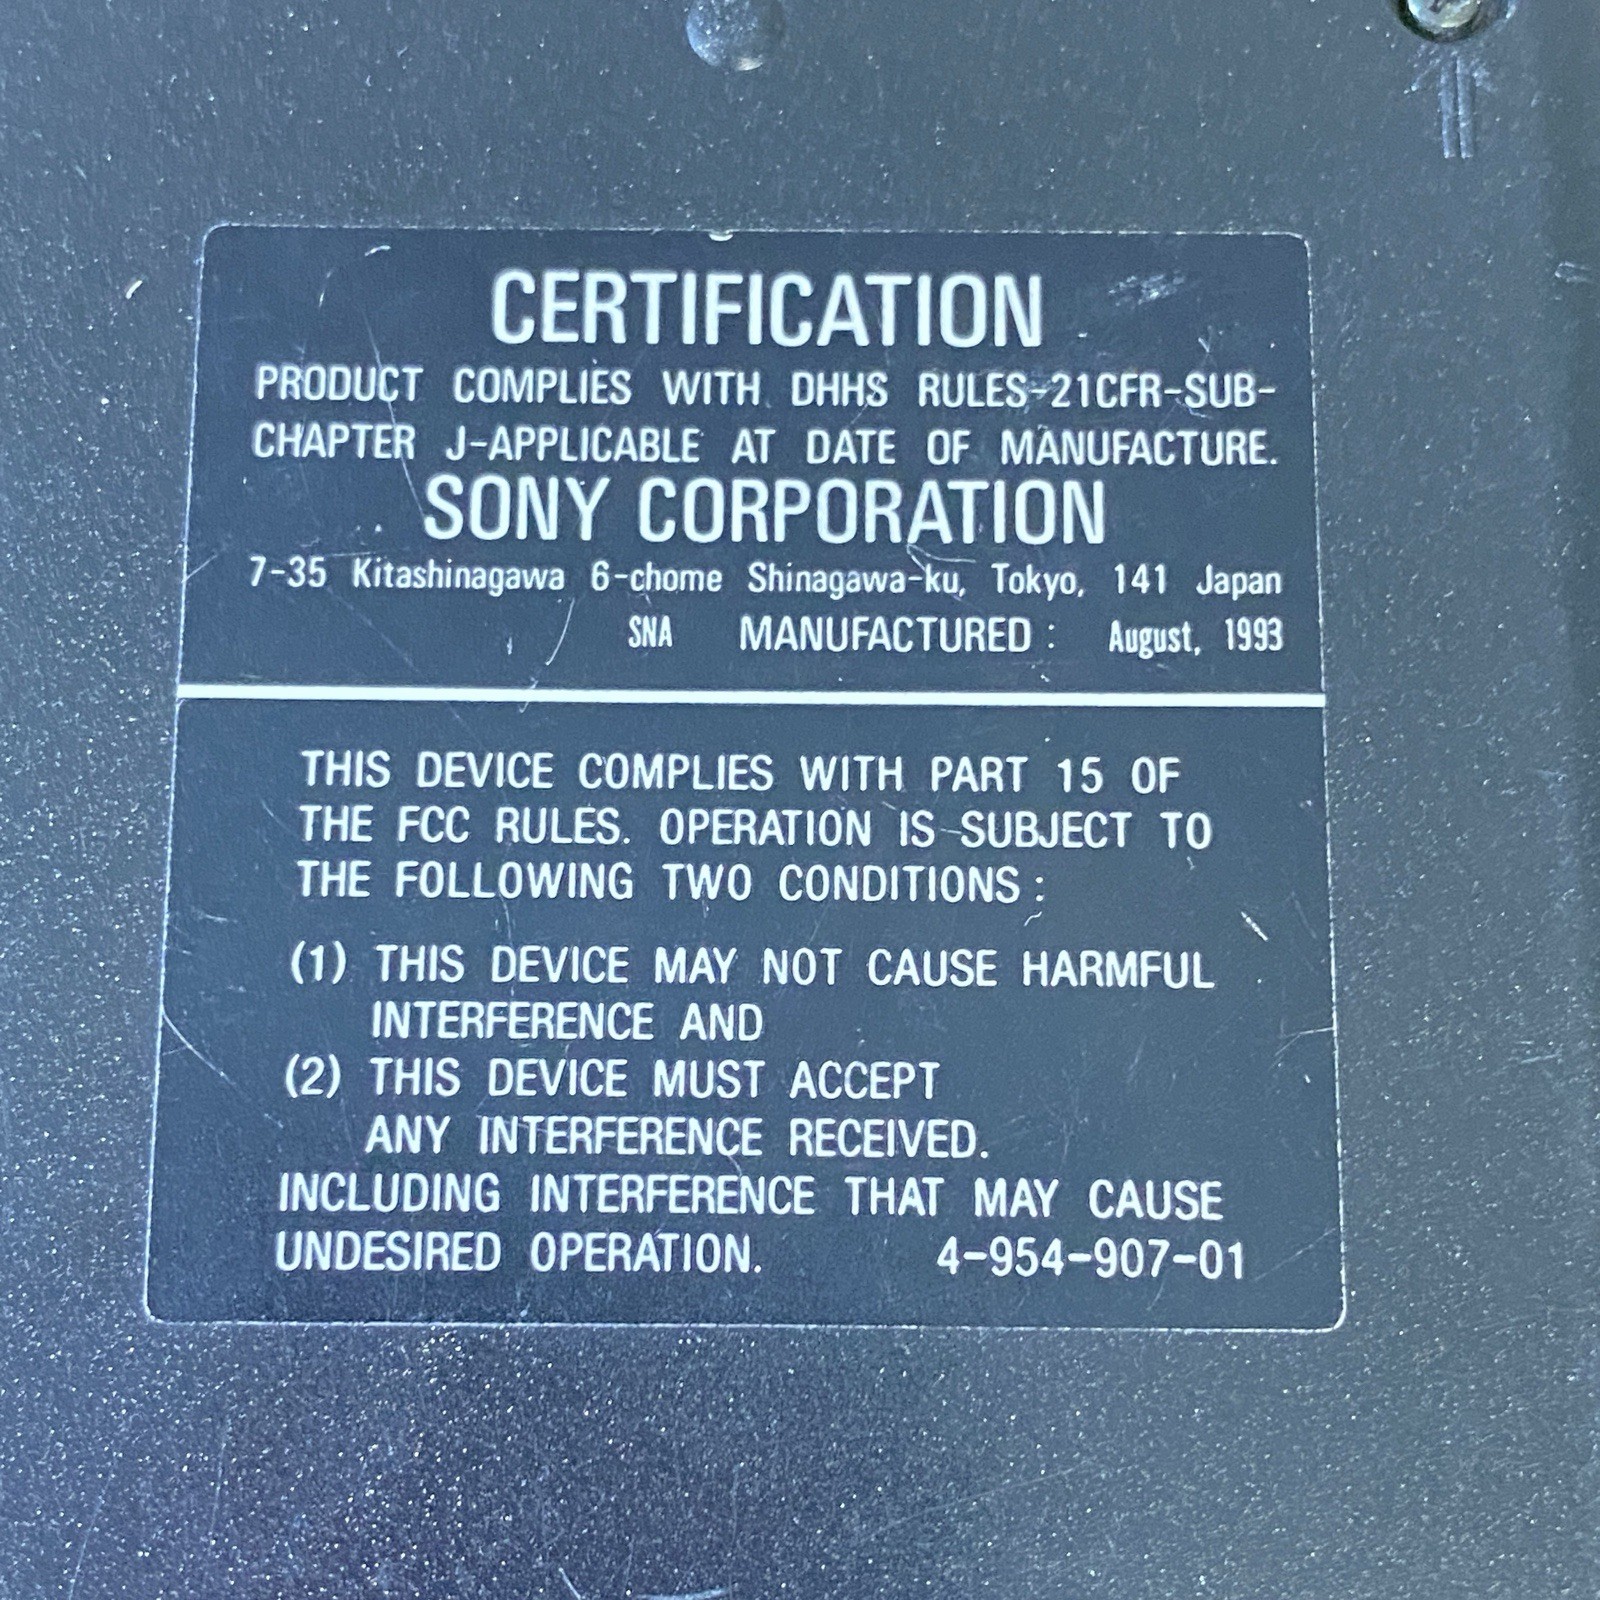 CERTIFICATION
PRODUCT COMPLIES WITH DHHS RULES-21CFR-SUB-
CHAPTER J-APPLICABLE AT DATE OF MANUFACTURE.
SONY CORPORATION
7-35 Kitashinagawa 6-chome Shinagawa-ku, Tokyo, 141 Japan
SNA MANUFACTURED : August, 1993
THIS DEVICE COMPLIES WITH PART 15 OF
THE FCC RULES. OPERATION IS SUBJECT TO
THE FOLLOWING TWO CONDITIONS :
(1) THIS DEVICE MAY NOT CAUSE HARMFUL
INTERFERENCE AND
(2) THIS DEVICE MUST ACCEPT
ANY INTERFERENCE RECEIVED.
INCLUDING INTERFERENCE THAT MAY CAUSE
UNDESIRED OPERATION. 4-954-907-01